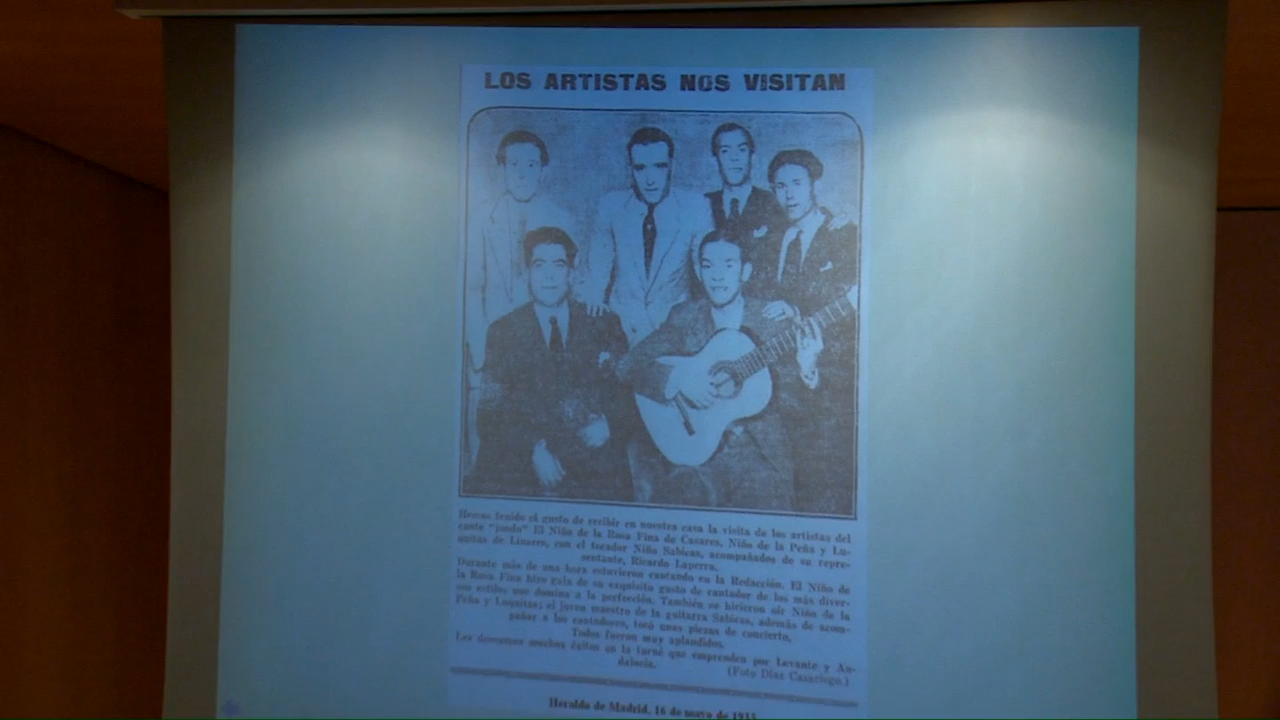 LOS ARTISTAS NOS VISITAN
Hemos tenido el gusto de recibir en nuestra casa la visita de los artistas del
cante "jondo" El Niño de la Rosa Fina de Casares, Niño de la Peña y Lu-
quitas de Linares, con el tocador Niño Sabicas, acompañados de su repre-
sentante, Ricardo Laperra.
Durante más de una hora estuvieron cantando en la Redacción. El Niño de
la Rosa Fina hizo gala de su exquisito gusto de cantador de los más diver-
sos estilos que domina a la perfección. También se hicieron oír Niño de la
Peña y Luquitas; el joven maestro de la guitarra Sabicas, además de acom-
pañar a los cantadores, tocó unas piezas de concierto.
Todos fueron muy aplaudidos.
Les deseamos muchos éxitos en la turné que emprenden por Levante y An-
dalucía.
(Foto Díaz Casariego.)
Heraldo de Madrid, 16 de mayo de